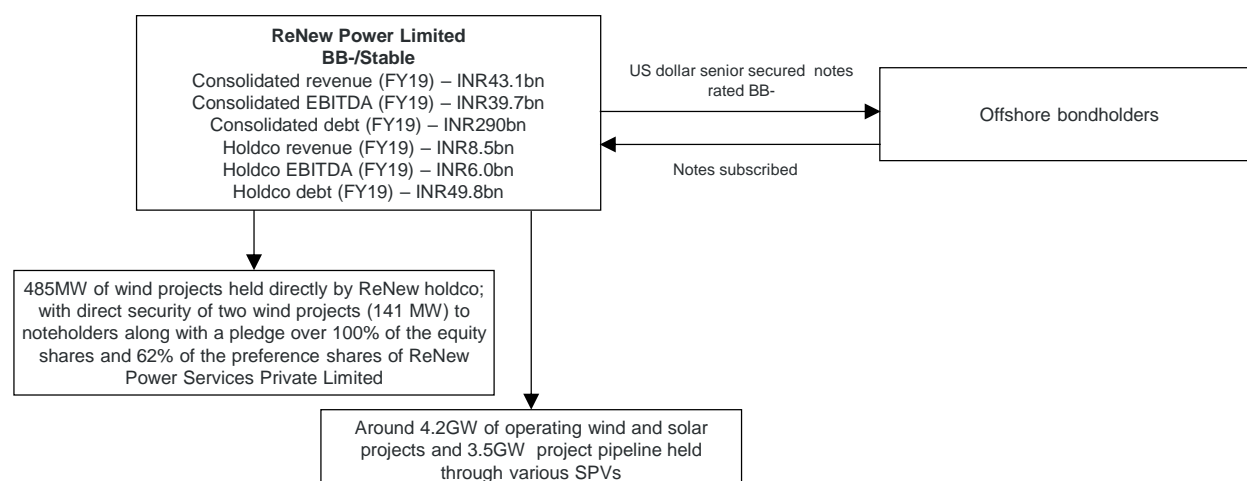 ReNew Power Limited
BB-/Stable
Consolidated revenue (FY19) – INR43.1bn
Consolidated EBITDA (FY19) – INR39.7bn
Consolidated debt (FY19) – INR290bn
Holdco revenue (FY19) – INR8.5bn
Holdco EBITDA (FY19) – INR6.0bn
Holdco debt (FY19) – INR49.8bn
US dollar senior secured notes
rated BB-
Notes subscribed
Offshore bondholders
485MW of wind projects held directly by ReNew holdco;
with direct security of two wind projects (141 MW) to
noteholders along with a pledge over 100% of the equity
shares and 62% of the preference shares of ReNew
Power Services Private Limited
Around 4.2GW of operating wind and solar
projects and 3.5GW project pipeline held
through various SPVs